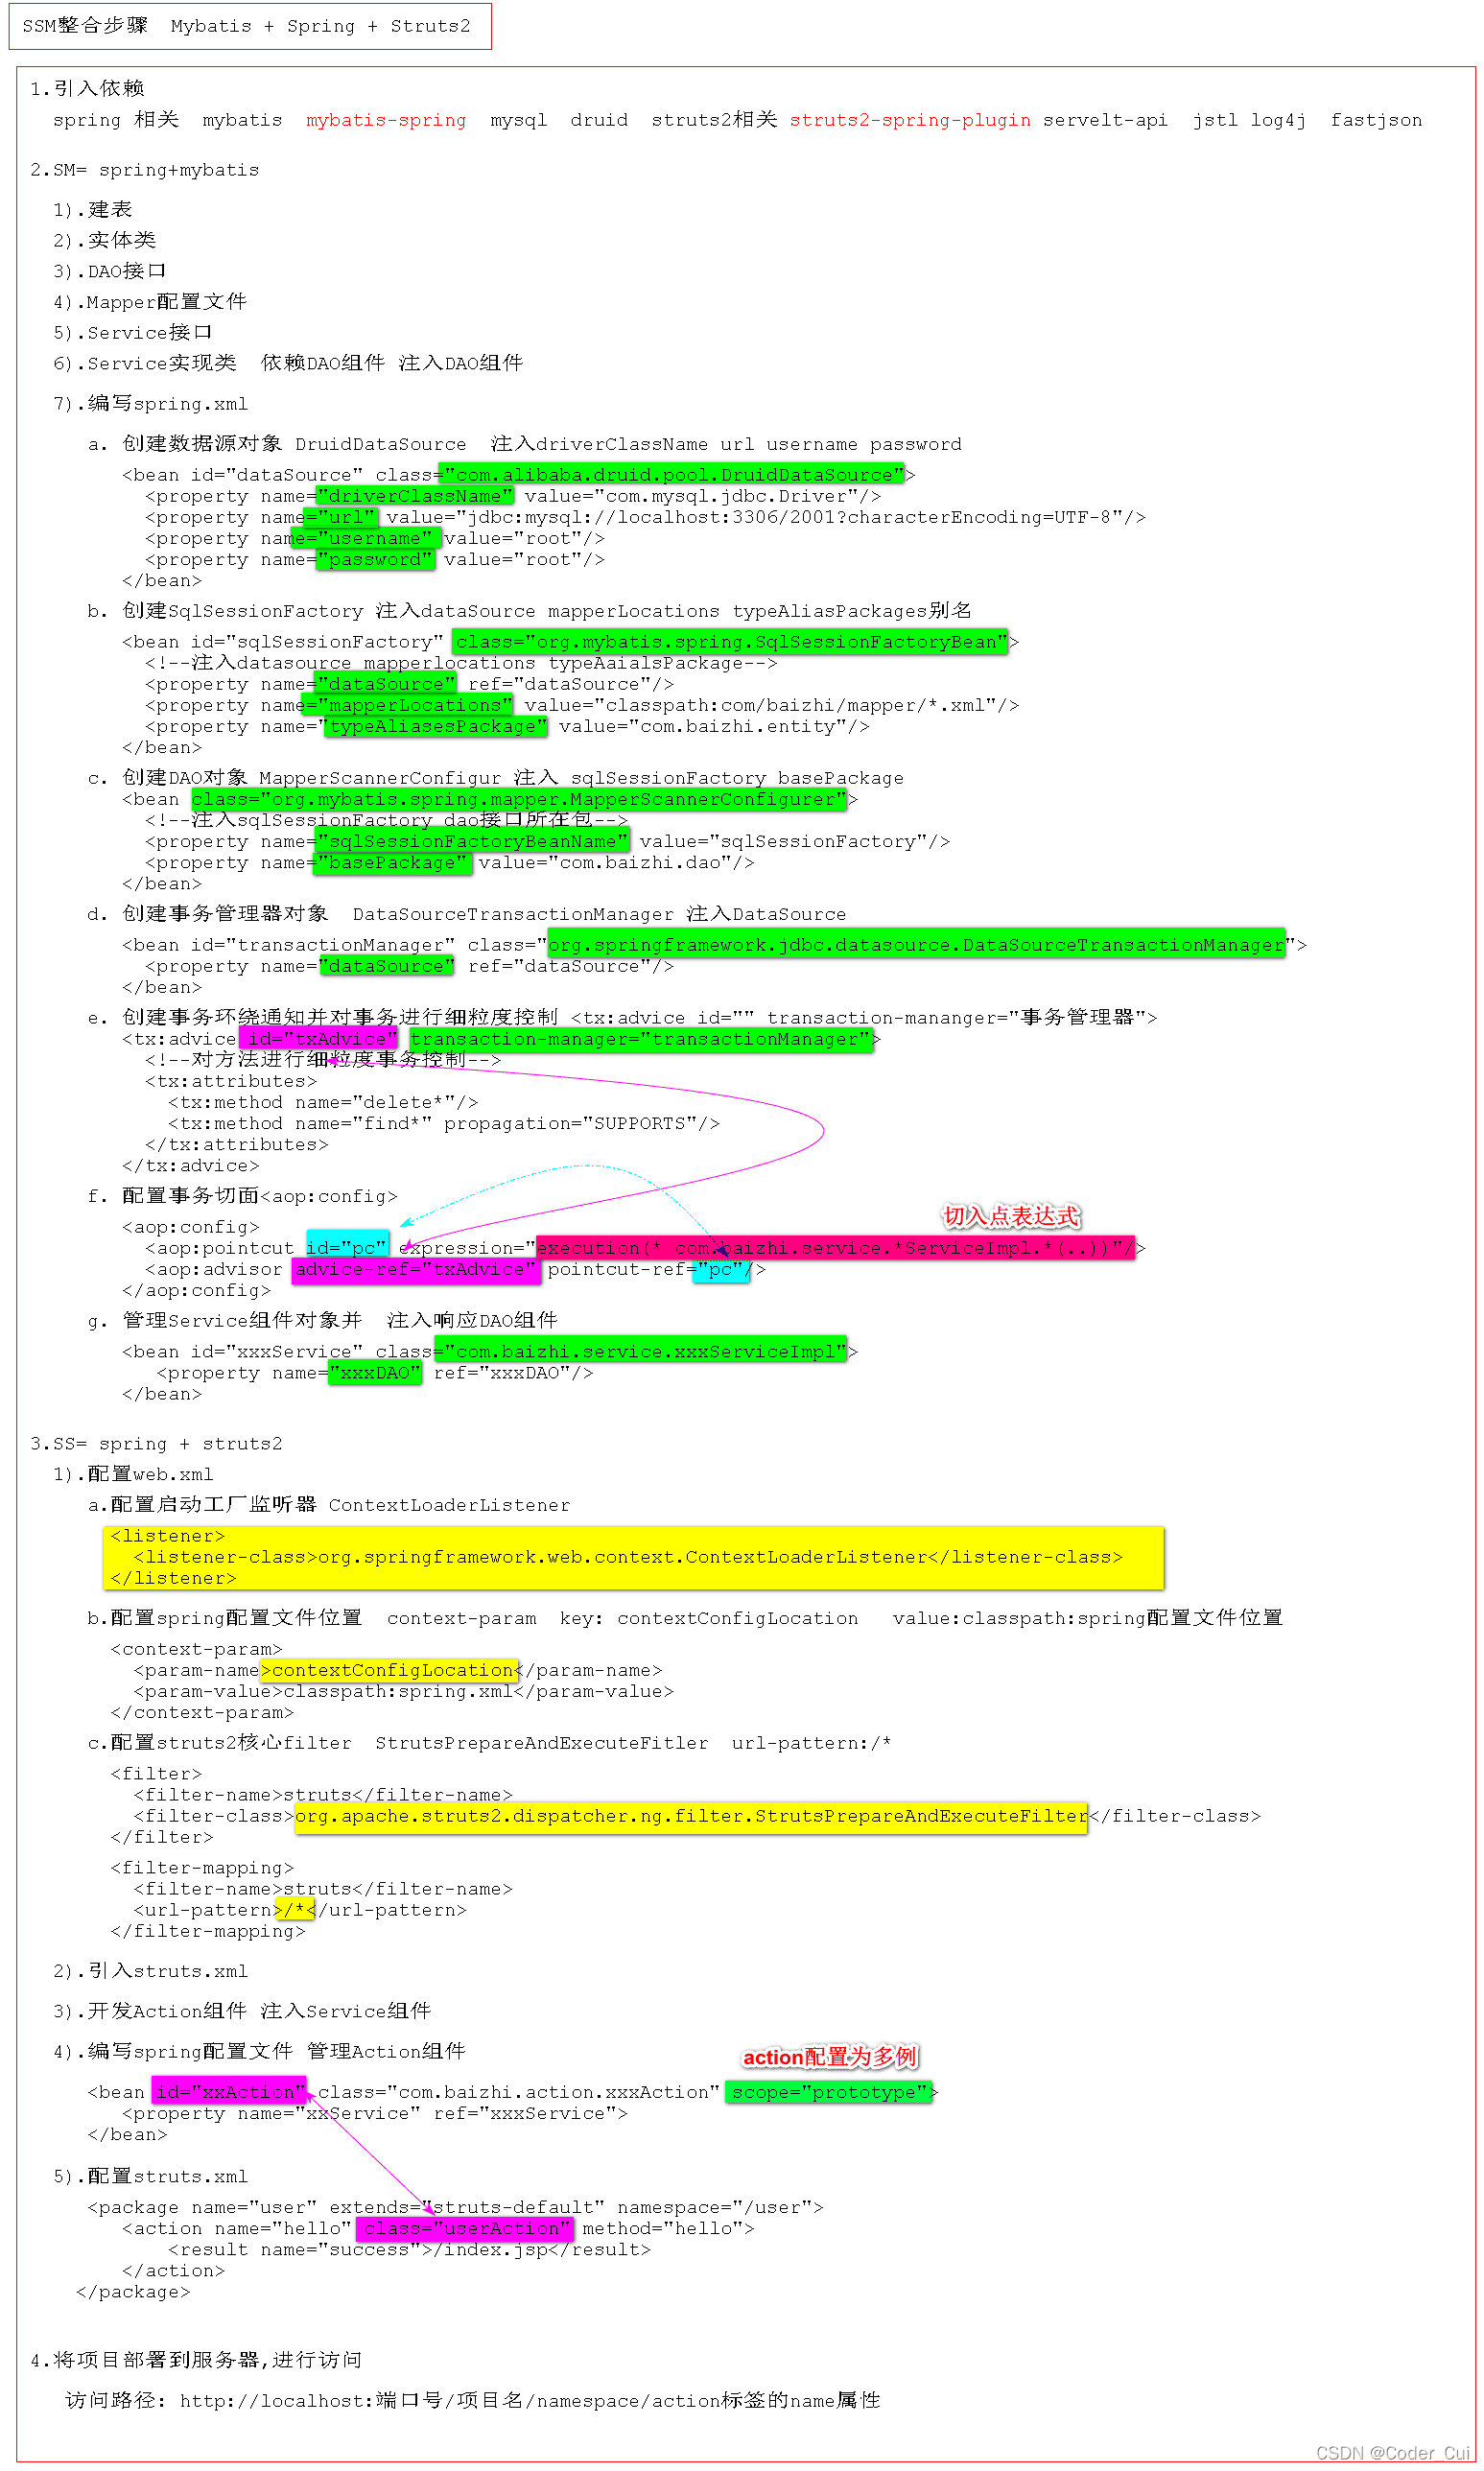 SSM整合步骤  Mybatis + Spring + Struts2
1.引入依赖
spring 相关  mybatis  mybatis-spring  mysql  druid  struts2相关 struts2-spring-plugin servelt-api  jstl log4j  fastjson
2.SM= spring+mybatis
1).建表
2).实体类
3).DAO接口
4).Mapper配置文件
5).Service接口
6).Service实现类  依赖DAO组件 注入DAO组件
7).编写spring.xml
a. 创建数据源对象 DruidDataSource  注入driverClassName url username password
<bean id="dataSource" class="com.alibaba.druid.pool.DruidDataSource">
<property name="driverClassName" value="com.mysql.jdbc.Driver"/>
<property name="url" value="jdbc:mysql://localhost:3306/2001?characterEncoding=UTF-8"/>
<property name="username" value="root"/>
<property name="password" value="root"/>
</bean>
b. 创建SqlSessionFactory 注入dataSource mapperLocations typeAliasPackages别名
<bean id="sqlSessionFactory" class="org.mybatis.spring.SqlSessionFactoryBean">
<!--注入datasource mapperlocations typeAaialsPackage-->
<property name="dataSource" ref="dataSource"/>
<property name="mapperLocations" value="classpath:com/baizhi/mapper/*.xml"/>
<property name="typeAliasesPackage" value="com.baizhi.entity"/>
</bean>
c. 创建DAO对象 MapperScannerConfigur 注入 sqlSessionFactory basePackage
<bean class="org.mybatis.spring.mapper.MapperScannerConfigurer">
<!--注入sqlSessionFactory dao接口所在包-->
<property name="sqlSessionFactoryBeanName" value="sqlSessionFactory"/>
<property name="basePackage" value="com.baizhi.dao"/>
</bean>
d. 创建事务管理器对象  DataSourceTransactionManager 注入DataSource
<bean id="transactionManager" class="org.springframework.jdbc.datasource.DataSourceTransactionManager">
<property name="dataSource" ref="dataSource"/>
</bean>
e. 创建事务环绕通知并对事务进行细粒度控制 <tx:advice id="" transaction-mananger="事务管理器">
<tx:advice id="txAdvice" transaction-manager="transactionManager">
<!--对方法进行细粒度事务控制-->
<tx:attributes>
<tx:method name="delete*"/>
<tx:method name="find*" propagation="SUPPORTS"/>
</tx:attributes>
</tx:advice>
f. 配置事务切面<aop:config>
切入点表达式
<aop:config>
<aop:pointcut id="pc" expression="execution(* com.baizhi.service.*ServiceImpl.*(..))"/>
<aop:advisor advice-ref="txAdvice" pointcut-ref="pc"/>
</aop:config>
g. 管理Service组件对象并  注入响应DAO组件
<bean id="xxxService" class="com.baizhi.service.xxxServiceImpl">
<property name="xxxDAO" ref="xxxDAO"/>
</bean>
3.SS= spring + struts2
1).配置web.xml
a.配置启动工厂监听器 ContextLoaderListener
<listener>
<listener-class>org.springframework.web.context.ContextLoaderListener</listener-class>
</listener>
b.配置spring配置文件位置  context-param  key: contextConfigLocation   value:classpath:spring配置文件位置
<context-param>
<param-name>contextConfigLocation</param-name>
<param-value>classpath:spring.xml</param-value>
</context-param>
c.配置struts2核心filter  StrutsPrepareAndExecuteFitler  url-pattern:/*
<filter>
<filter-name>struts</filter-name>
<filter-class>org.apache.struts2.dispatcher.ng.filter.StrutsPrepareAndExecuteFilter</filter-class>
</filter>
<filter-mapping>
<filter-name>struts</filter-name>
<url-pattern>/*</url-pattern>
</filter-mapping>
2).引入struts.xml
3).开发Action组件 注入Service组件
4).编写spring配置文件 管理Action组件
action配置为多例
<bean id="xxAction" class="com.baizhi.action.xxxAction" scope="prototype">
<property name="xxService" ref="xxxService">
</bean>
5).配置struts.xml
<package name="user" extends="struts-default" namespace="/user">
<action name="hello" class="userAction" method="hello">
<result name="success">/index.jsp</result>
</action>
</package>
4.将项目部署到服务器,进行访问
访问路径: http://localhost:端口号/项目名/namespace/action标签的name属性
CSDN @Coder_Cui